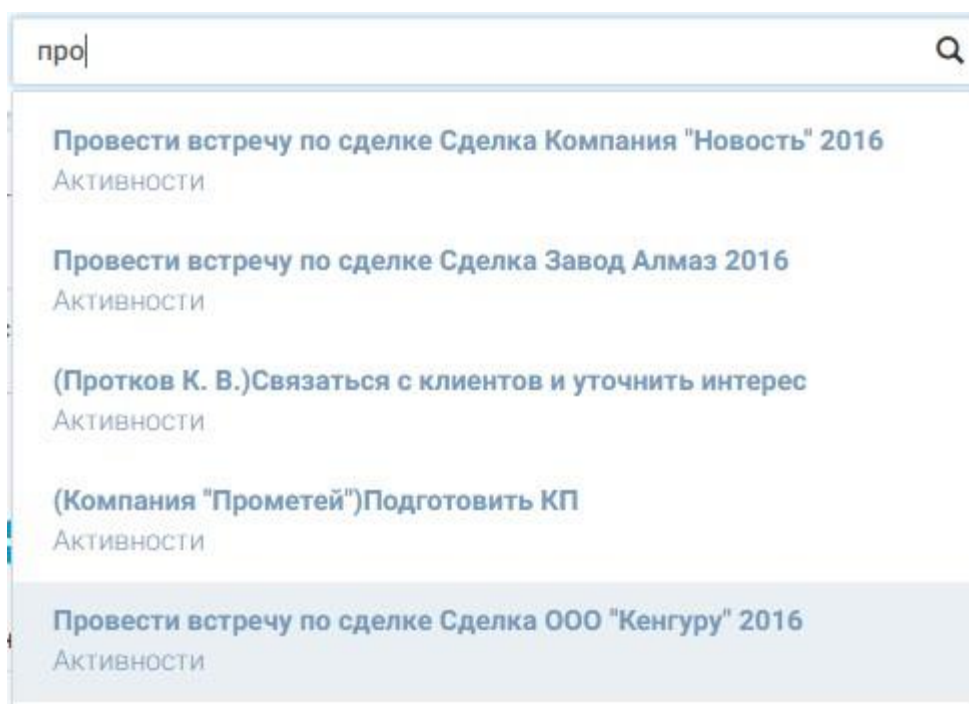 про
Провести встречу по сделке Сделка Компания "Новость" 2016
Активности
Провести встречу по сделке Сделка Завод Алмаз 2016
Активности
(Протков К. В.)Связаться с клиентов и уточнить интерес
Активности
(Компания "Прометей")Подготовить КП
Активности
Провести встречу по сделке Сделка ООО "Кенгуру" 2016
Активности